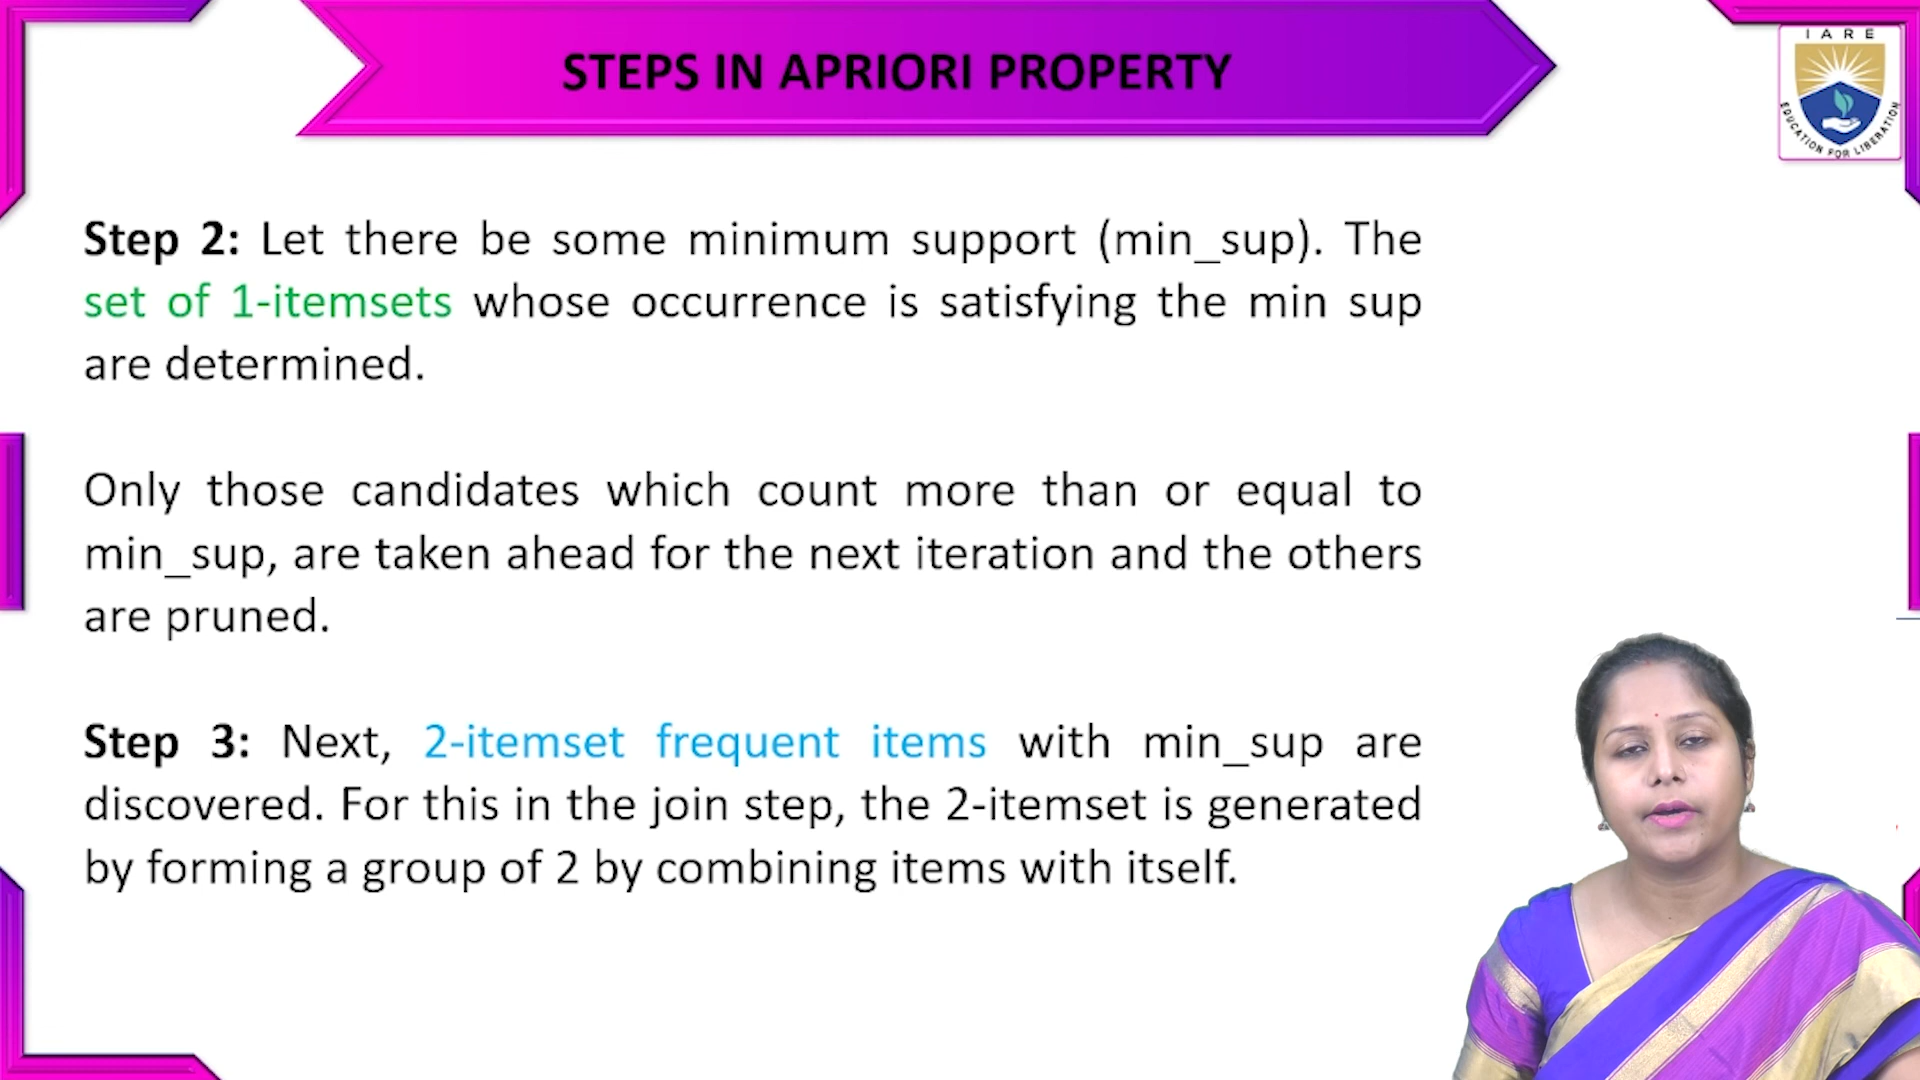 STEPS IN APRIORI PROPERTY
I A R E
EDUCATION FOR LIBERATION
Step 2: Let there be some minimum support (min_sup). The
set of 1-itemsets whose occurrence is satisfying the min sup
are determined.
Only those candidates which count more than or equal to
min_sup, are taken ahead for the next iteration and the others
are pruned.
Step 3: Next, 2-itemset frequent items with min_sup are
discovered. For this in the join step, the 2-itemset is generated
by forming a group of 2 by combining items with itself.